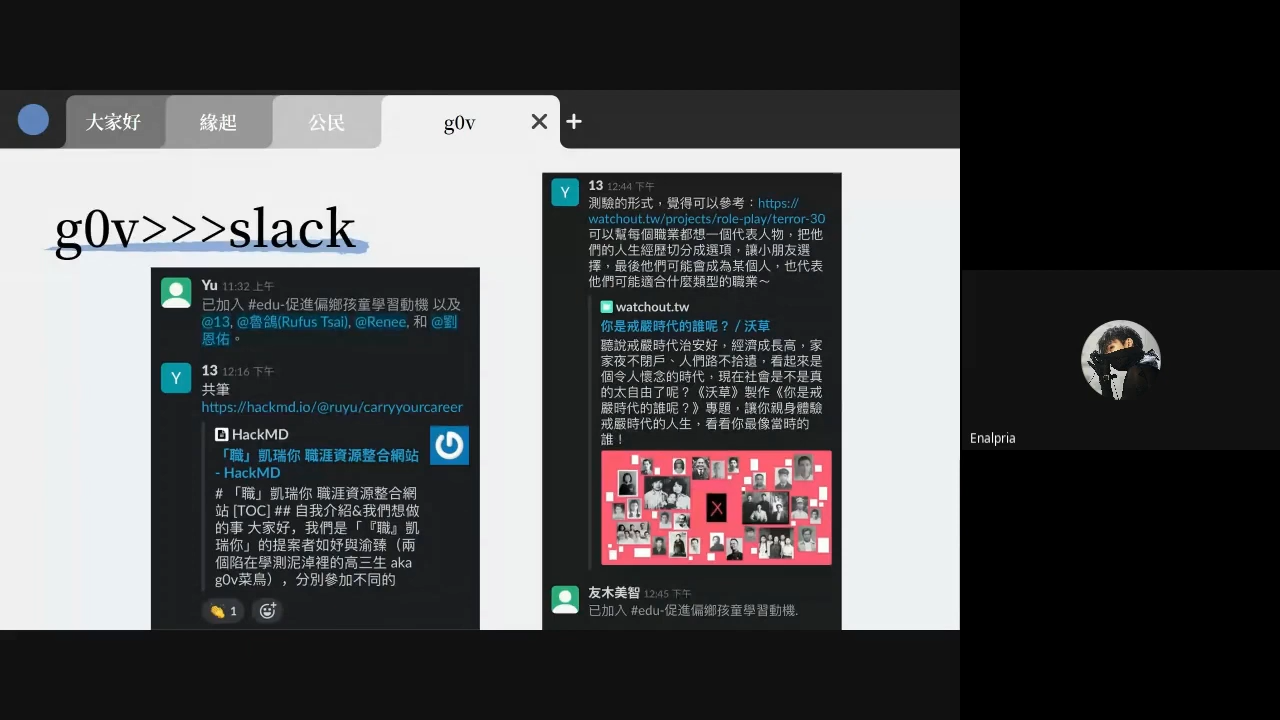 大家好
緣起
公民
g0v
g0v>>>slack
Yu 11:32 上午
已加入 #edu-促進偏鄉孩童學習動機 以及
@13, @魯鴿(Rufus Tsai), @Renee, 和 @劉
恩佑。
Y
13 12:16 下午
共筆
https://hackmd.io/@ruyu/carryyourcareer
HackMD
「職」凱瑞你 職涯資源整合網站
- HackMD
# 「職」凱瑞你 職涯資源整合網
站 [TOC] ## 自我介紹&我們想做
的事 大家好，我們是「『職』凱
瑞你」的提案者如妤與渝臻（兩
個陷在學測泥淖裡的高三生 aka
g0v菜鳥），分別參加不同的
1
Y
13 12:44 下午
測驗的形式，覺得可以參考：https://
watchout.tw/projects/role-play/terror-30
可以幫每個職業都想一個代表人物，把他
們的人生經歷切分成選項，讓小朋友選
擇，最後他們可能會成為某個人，也代表
他們可能適合什麼類型的職業～
watchout.tw
你是戒嚴時代的誰呢？ / 沃草
聽說戒嚴時代治安好，經濟成長高，家
家夜不閉戶、人們路不拾遺，看起來是
個令人懷念的時代，現在社會是不是真
的太自由了呢？《沃草》製作《你是戒
嚴時代的誰呢？》專題，讓你親身體驗
戒嚴時代的人生，看看你最像當時的
誰！
友木美智 12:45 下午
已加入 #edu-促進偏鄉孩童學習動機.
Enalpria